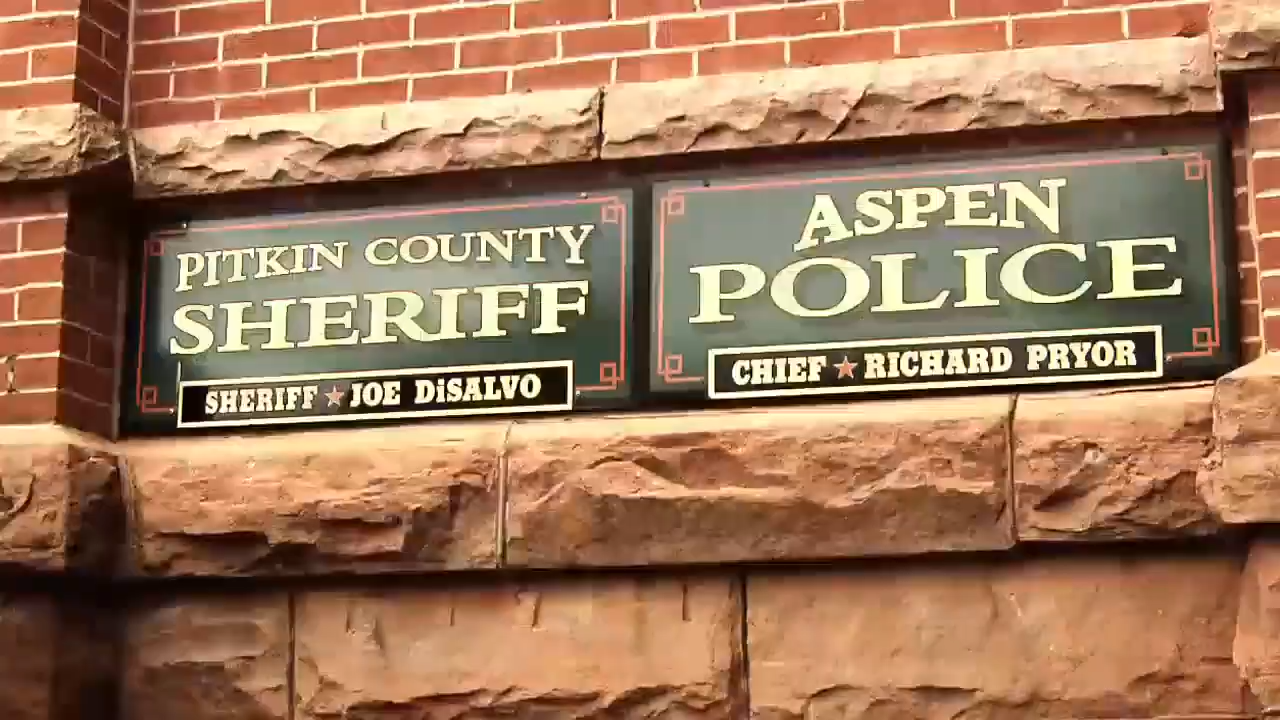 PITKIN COUNTY
SHERIFF
SHERIFF ★ JOE DiSALVO
ASPEN
POLICE
CHIEF ★ RICHARD PRYOR